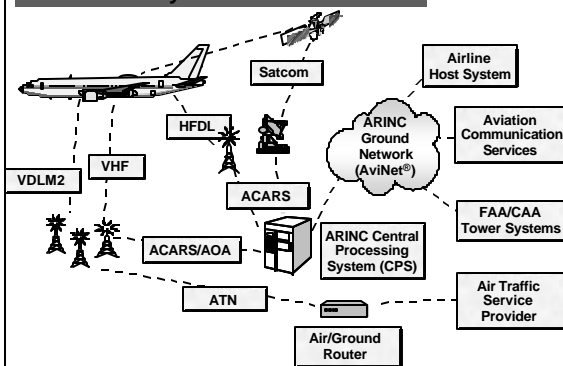 Satcom
Airline
Host System
HFDL
ARINC
Ground
Network
(AviNet®)
Aviation
Communication
Services
VHF
VDLM2
ACARS
FAA/CAA
Tower Systems
ACARS/AOA
ARINC Central
Processing
System (CPS)
ATN
Air Traffic
Service
Provider
Air/Ground
Router